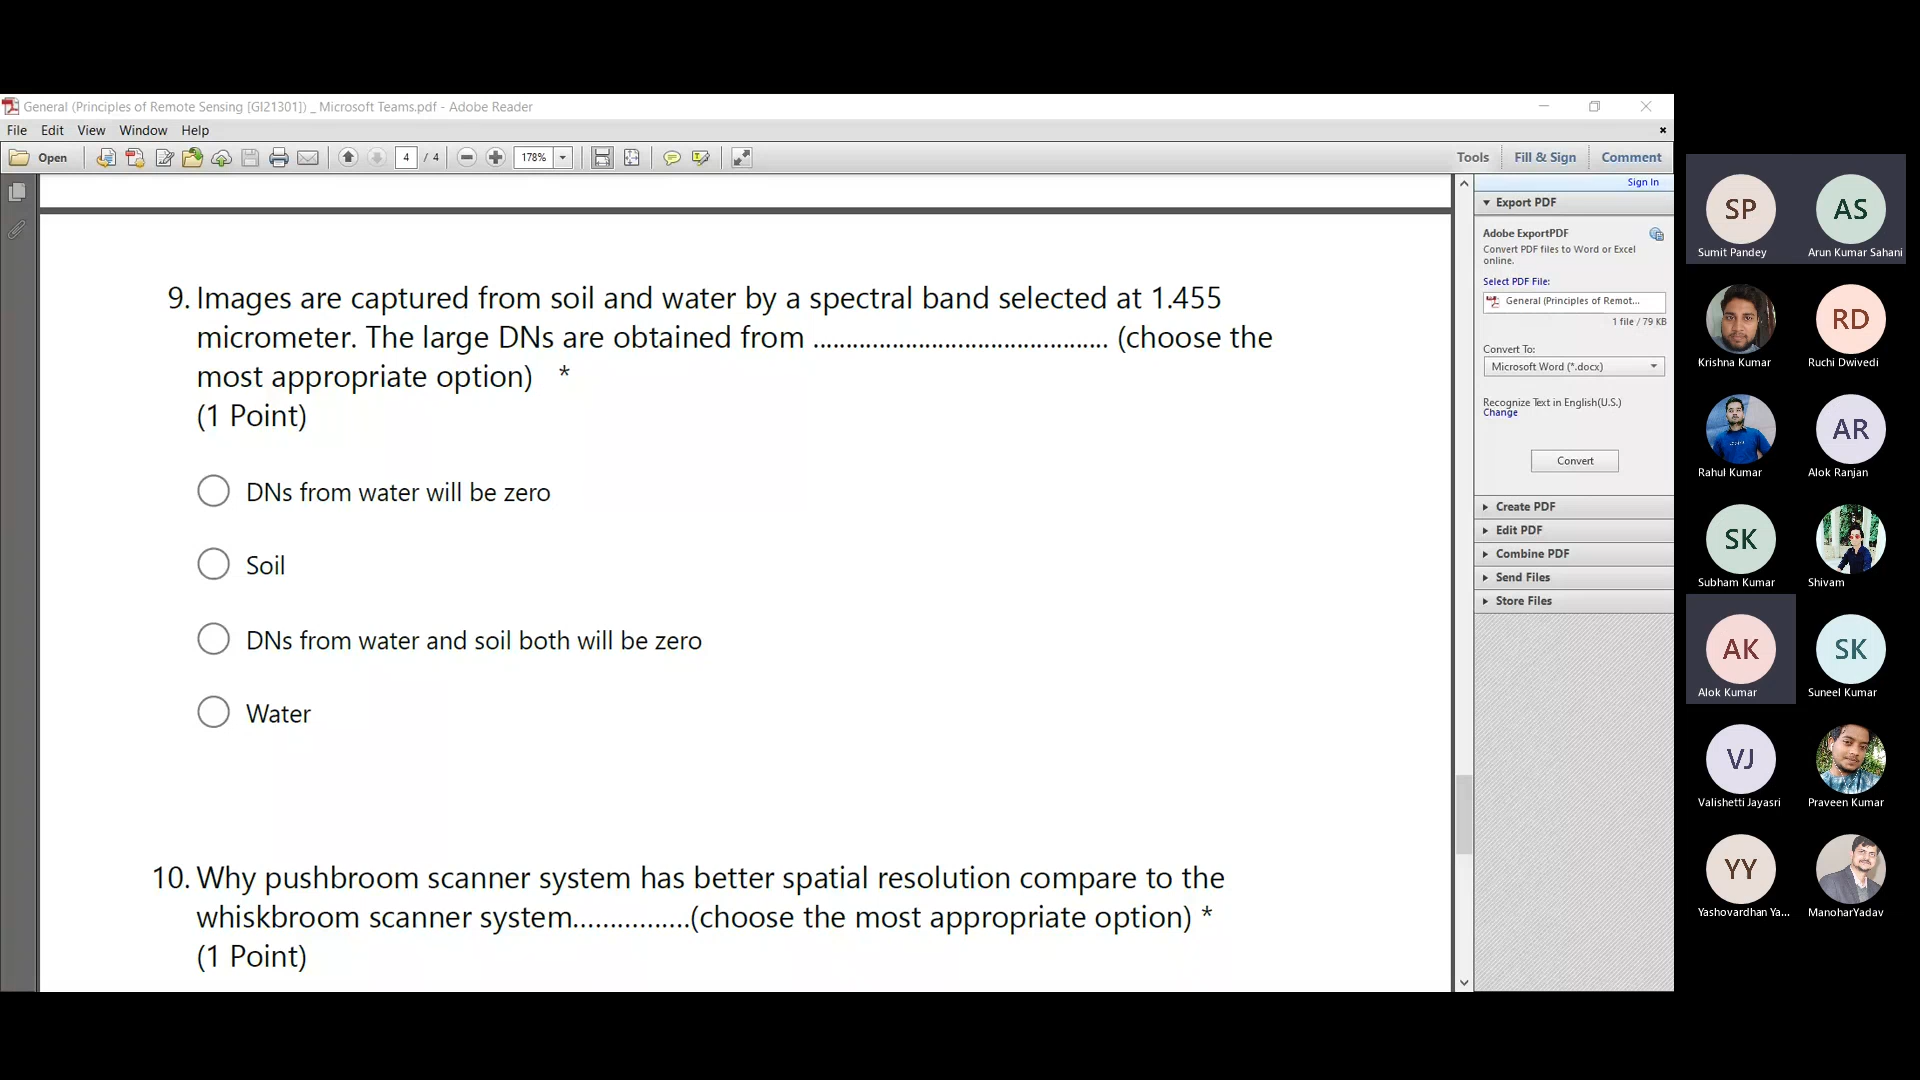 General (Principles of Remote Sensing [GI21301]) _ Microsoft Teams.pdf - Adobe Reader
File Edit View Window Help
Open 4 / 4 178% Tools Fill & Sign Comment
Sign In
Export PDF
Adobe ExportPDF
Convert PDF files to Word or Excel
online.
Select PDF File:
General (Principles of Remot...
1 file / 79 KB
Convert To:
Microsoft Word (*.docx)
Recognize Text in English(U.S.)
Change
Convert
Create PDF
Edit PDF
Combine PDF
Send Files
Store Files
9. Images are captured from soil and water by a spectral band selected at 1.455
micrometer. The large DNs are obtained from ............................................. (choose the
most appropriate option) *
(1 Point)
DNs from water will be zero
Soil
DNs from water and soil both will be zero
Water
10. Why pushbroom scanner system has better spatial resolution compare to the
whiskbroom scanner system................(choose the most appropriate option) *
(1 Point)
SP AS
Sumit Pandey Arun Kumar Sahani
RD
Krishna Kumar Ruchi Dwivedi
AR
Rahul Kumar Alok Ranjan
SK
Subham Kumar Shivam
AK SK
Alok Kumar Suneel Kumar
VJ
Valishetti Jayasri Praveen Kumar
YY
Yashovardhan Ya... ManoharYadav